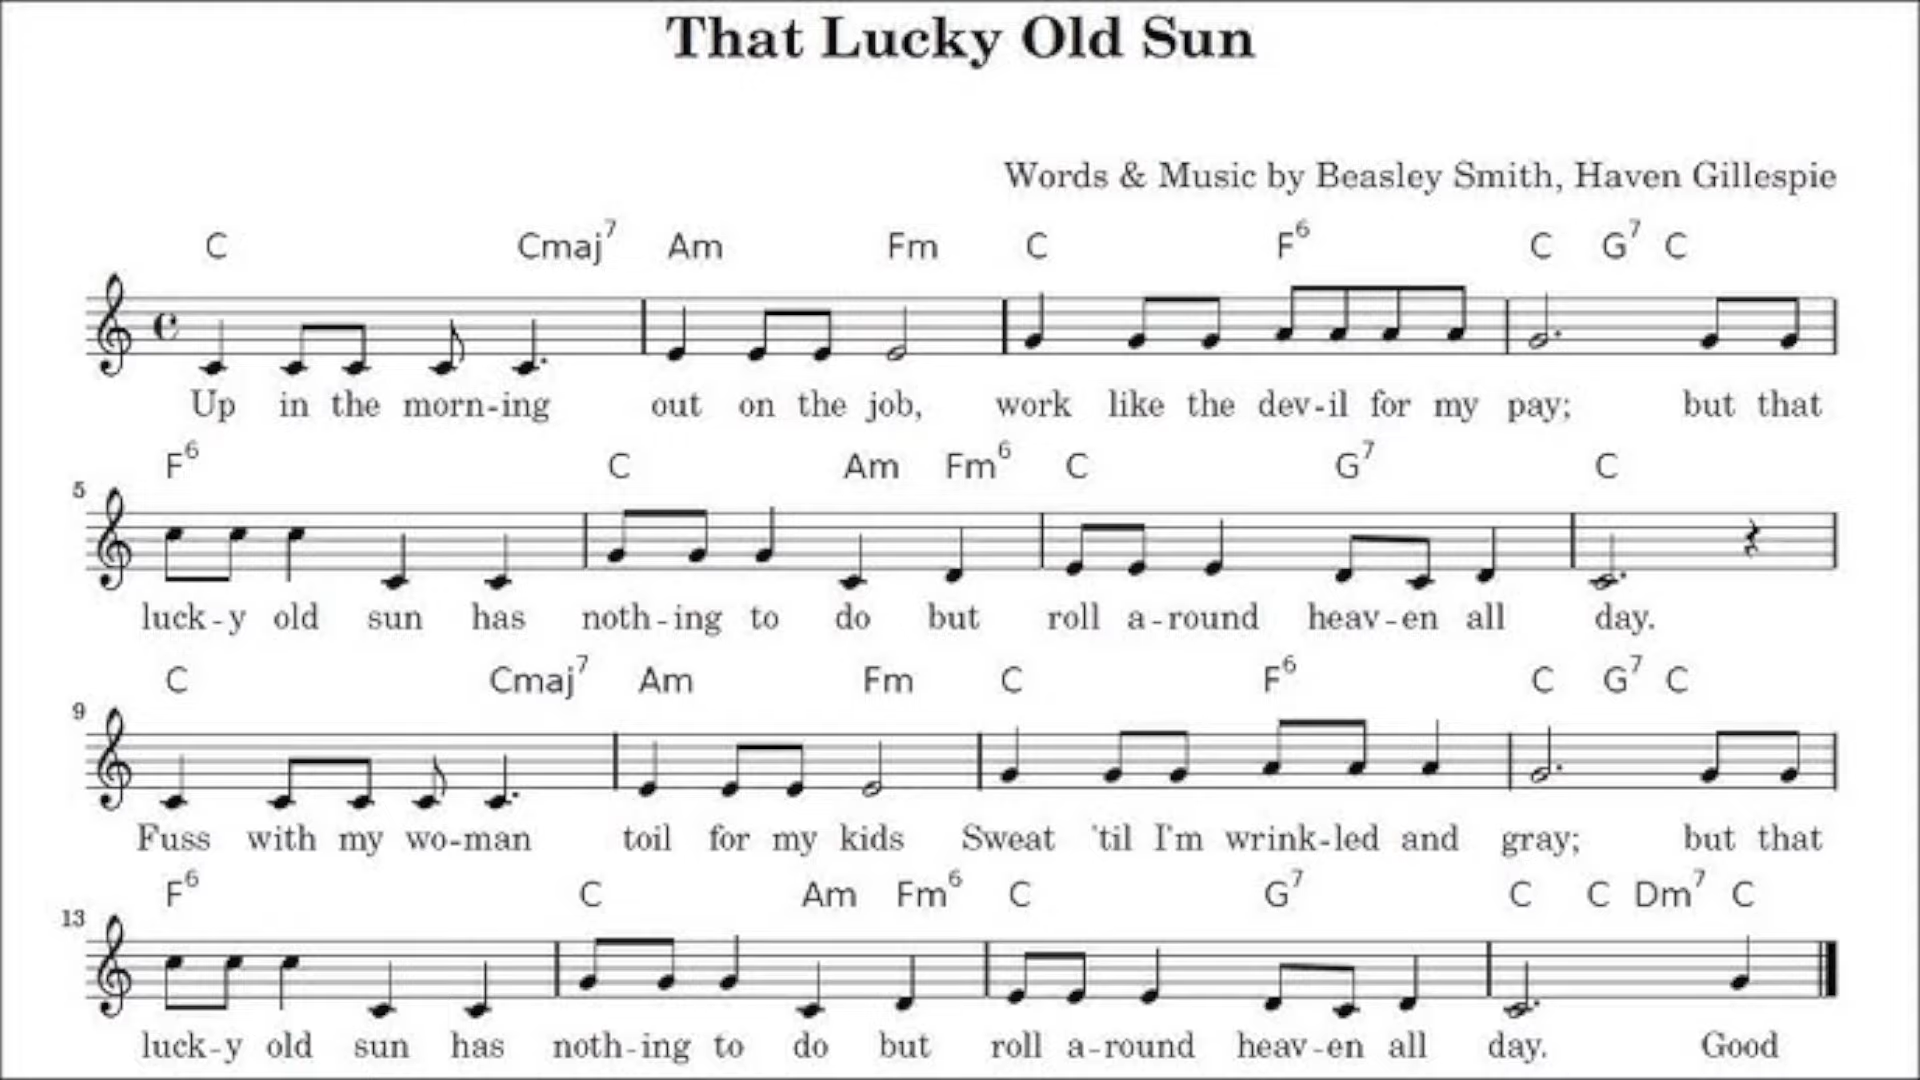 That Lucky Old Sun
Words & Music by Beasley Smith, Haven Gillespie
C Cmaj7 Am Fm C F6 C G7 C
Up in the morn-ing out on the job, work like the dev-il for my pay; but that
F6 C Am Fm6 C G7 C
5
luck-y old sun has noth-ing to do but roll a-round heav-en all day.
C Cmaj7 Am Fm C F6 C G7 C
9
Fuss with my wo-man toil for my kids Sweat 'til I'm wrink-led and gray; but that
F6 C Am Fm6 C G7 C C Dm7 C
13
luck-y old sun has noth-ing to do but roll a-round heav-en all day. Good